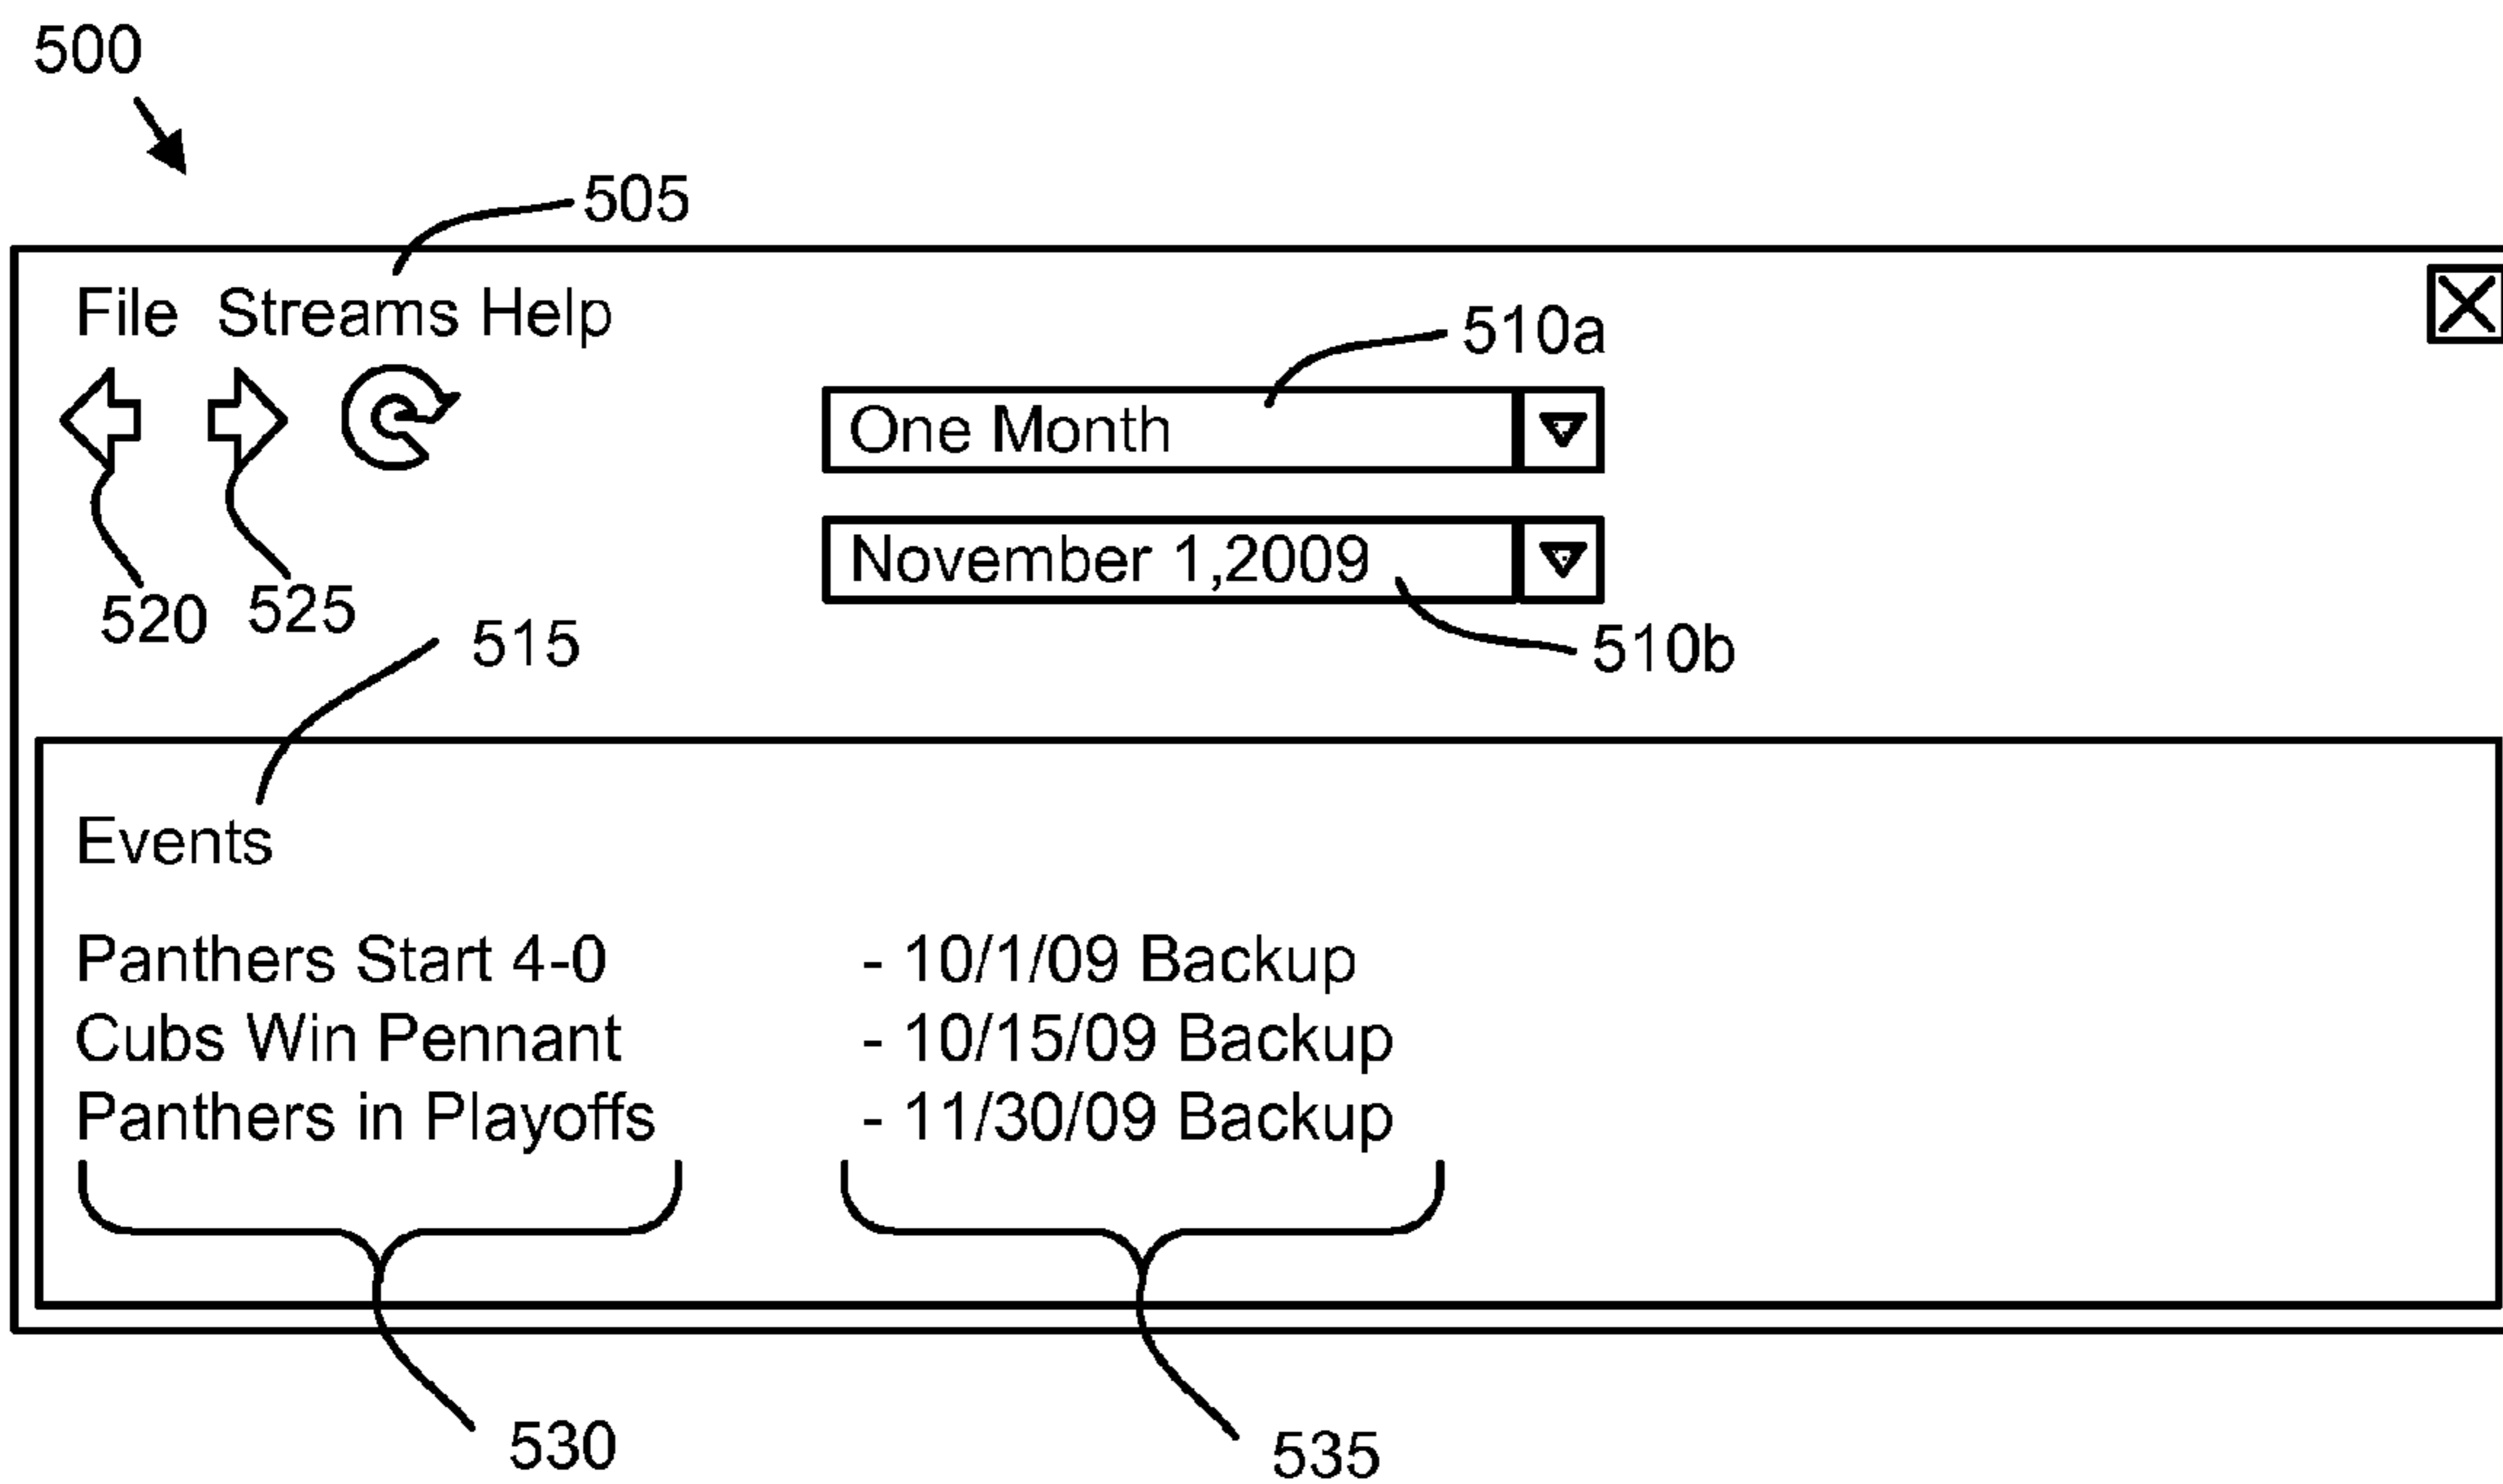 500
505
File Streams Help
510a
One Month
November 1,2009
520 525
515
510b
Events
Panthers Start 4-0 - 10/1/09 Backup
Cubs Win Pennant - 10/15/09 Backup
Panthers in Playoffs - 11/30/09 Backup
530 535